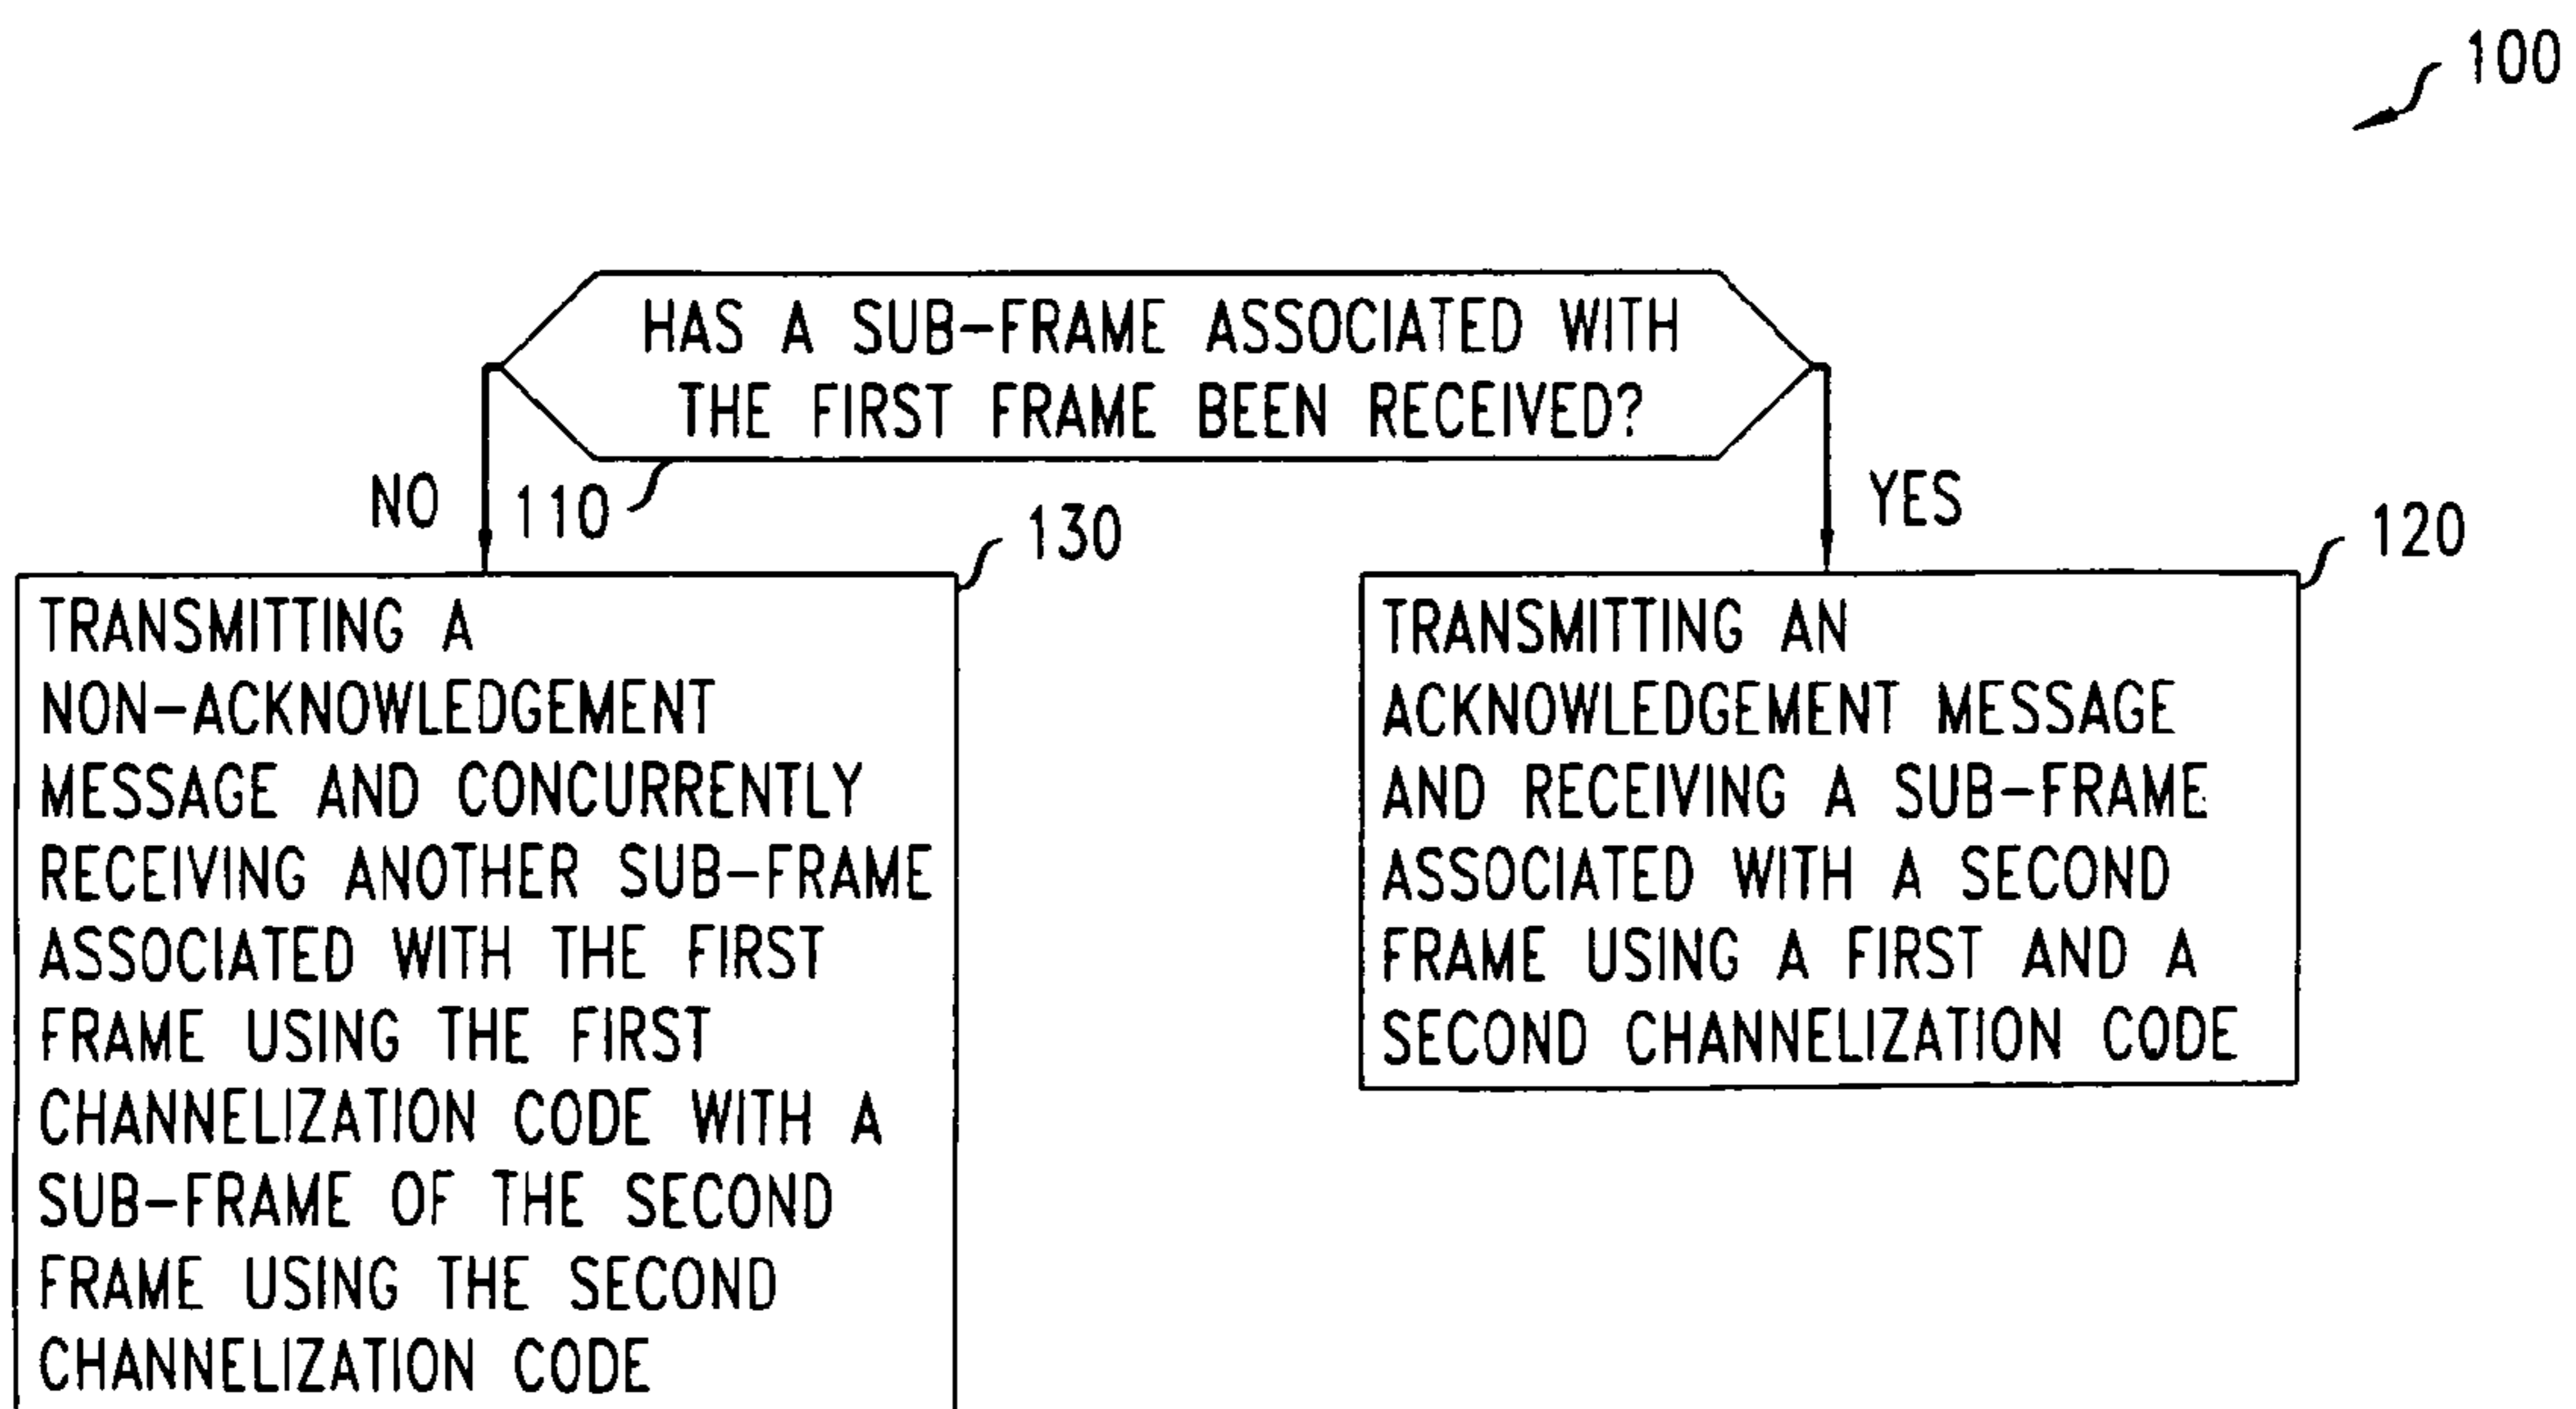 100
HAS A SUB-FRAME ASSOCIATED WITH
THE FIRST FRAME BEEN RECEIVED?
NO
110
YES
130
120
TRANSMITTING A
NON-ACKNOWLEDGEMENT
MESSAGE AND CONCURRENTLY
RECEIVING ANOTHER SUB-FRAME
ASSOCIATED WITH THE FIRST
FRAME USING THE FIRST
CHANNELIZATION CODE WITH A
SUB-FRAME OF THE SECOND
FRAME USING THE SECOND
CHANNELIZATION CODE
TRANSMITTING AN
ACKNOWLEDGEMENT MESSAGE
AND RECEIVING A SUB-FRAME
ASSOCIATED WITH A SECOND
FRAME USING A FIRST AND A
SECOND CHANNELIZATION CODE